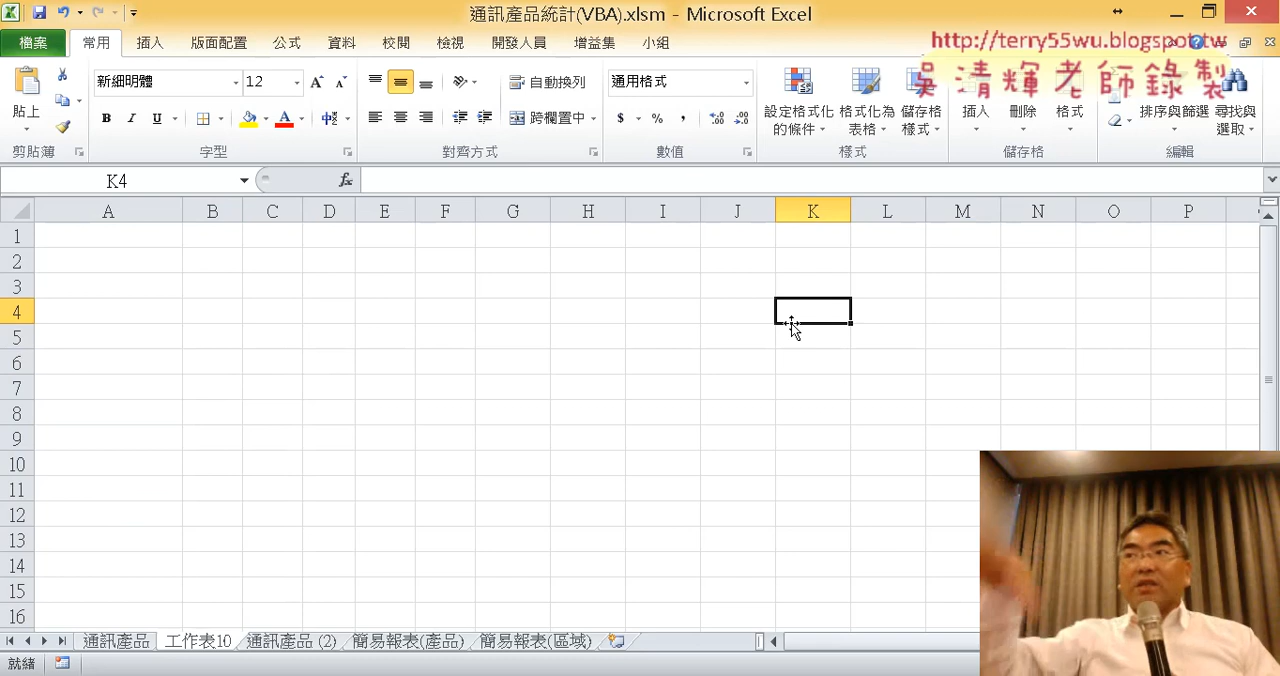 通訊產品統計(VBA).xlsm - Microsoft Excel
檔案 常用 插入 版面配置 公式 資料 校閱 檢視 開發人員 增益集 小組
http://terry55wu.blogspot.tw
吳清輝老師錄製
新細明體 12 自動換列 通用格式
貼上 B I U A 中 跨欄置中 $ % , 設定格式化的條件 格式化為表格 儲存格樣式 插入 刪除 格式 排序與篩選 尋找與選取
剪貼簿 字型 對齊方式 數值 樣式 儲存格 編輯
K4 fx
A B C D E F G H I J K L M N O P
1
2
3
4
5
6
7
8
9
10
11
12
13
14
15
16
通訊產品 工作表10 通訊產品 (2) 簡易報表(產品) 簡易報表(區域)
就緒